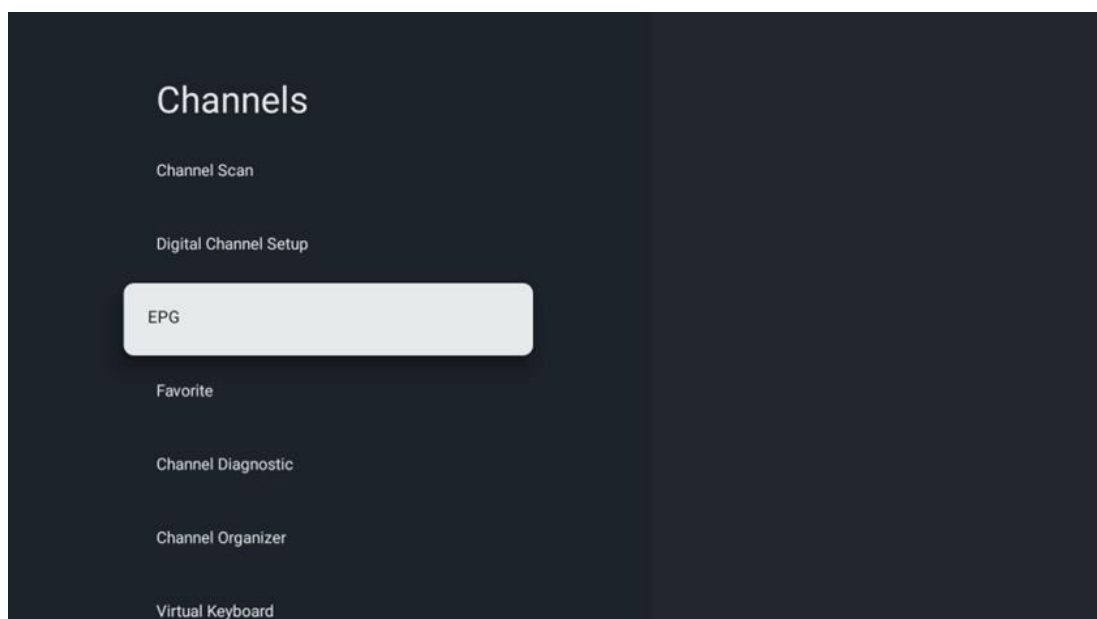 Channels
Channel Scan
Digital Channel Setup
EPG
Favorite
Channel Diagnostic
Channel Organizer
Virtual Keyboard